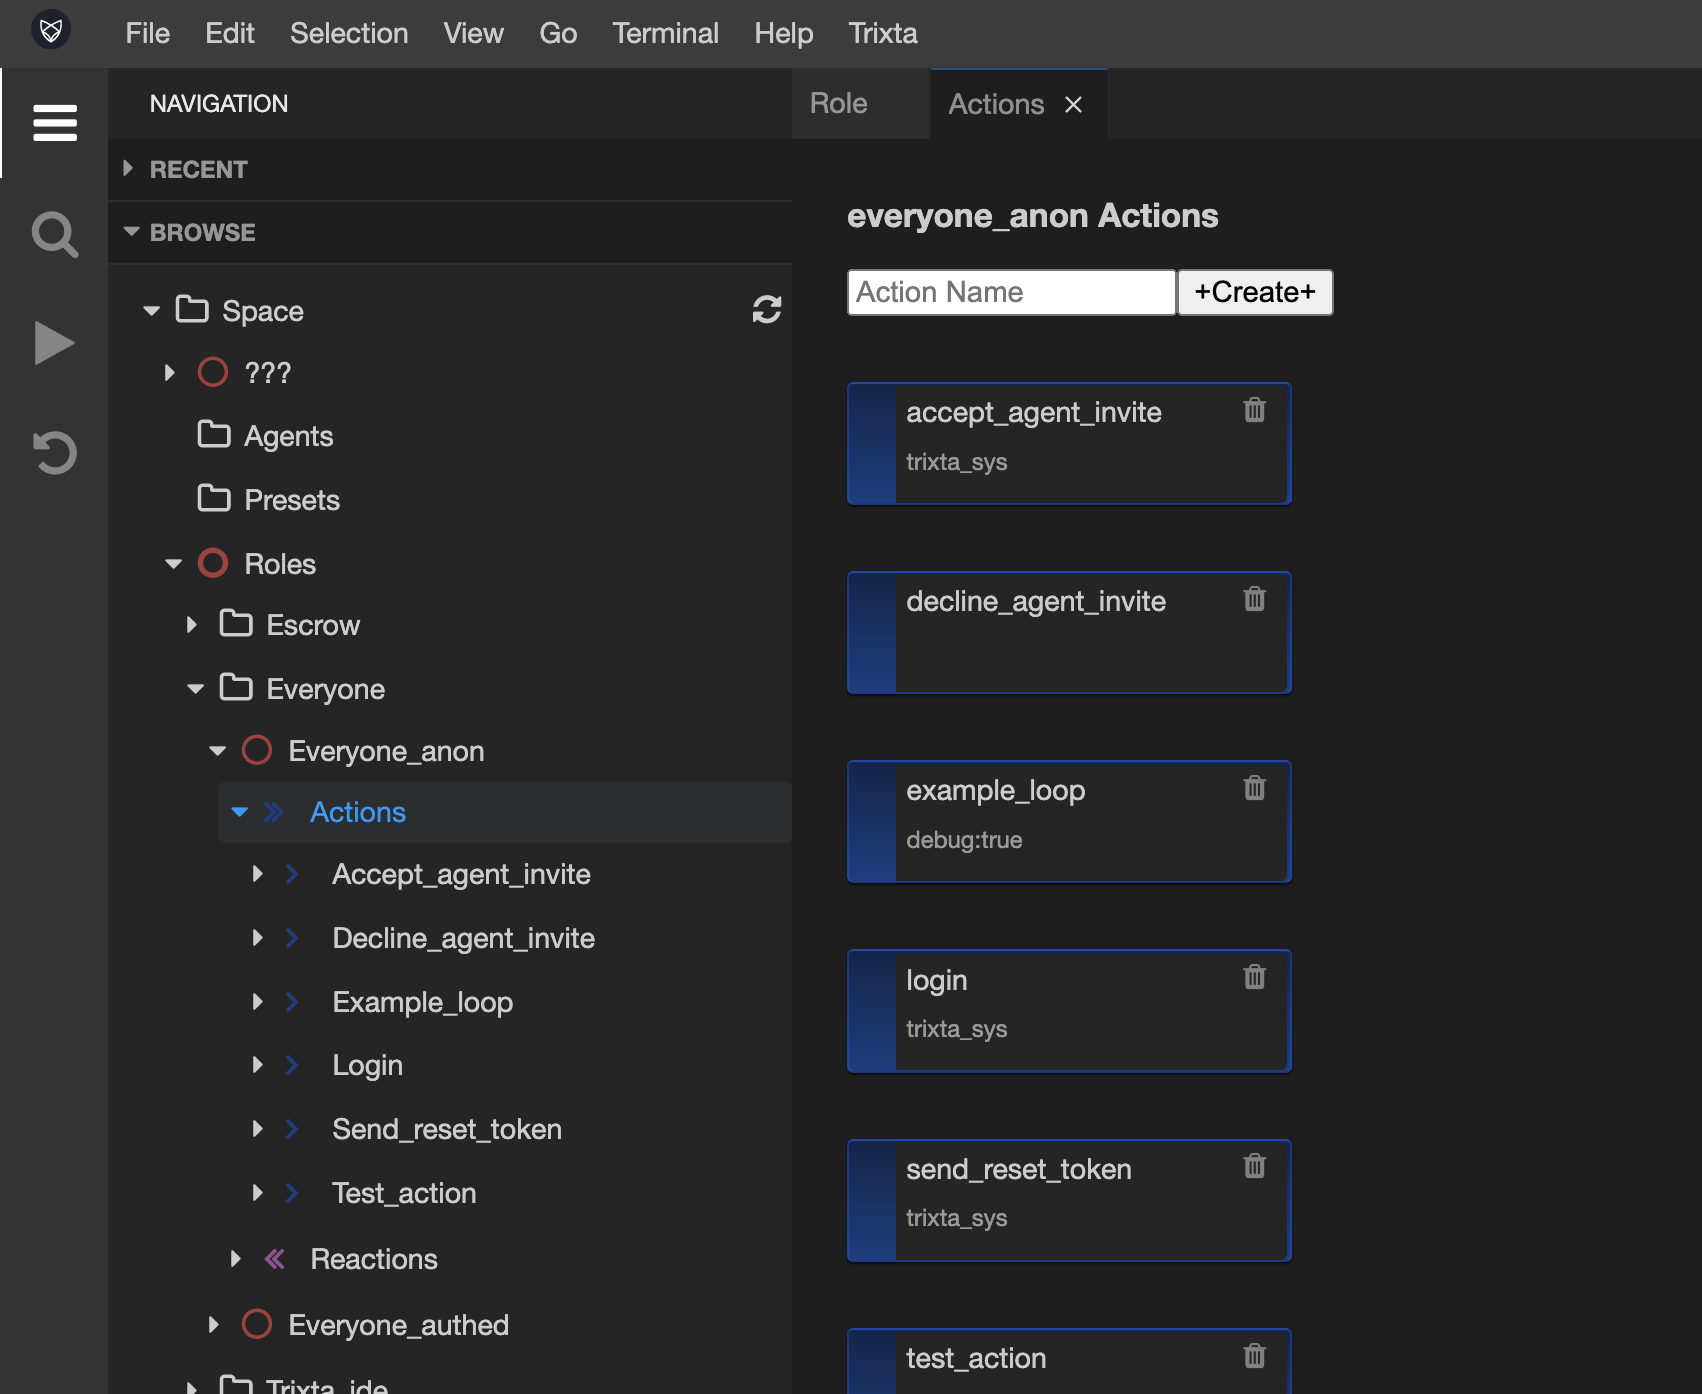 File Edit Selection View Go Terminal Help Trixta
NAVIGATION
RECENT
BROWSE
Space
???
Agents
Presets
Roles
Escrow
Everyone
Everyone_anon
Actions
Accept_agent_invite
Decline_agent_invite
Example_loop
Login
Send_reset_token
Test_action
Reactions
Everyone_authed
Trixta_ide
Role
Actions
everyone_anon Actions
Action Name
+Create+
accept_agent_invite
trixta_sys
decline_agent_invite
example_loop
debug:true
login
trixta_sys
send_reset_token
trixta_sys
test_action